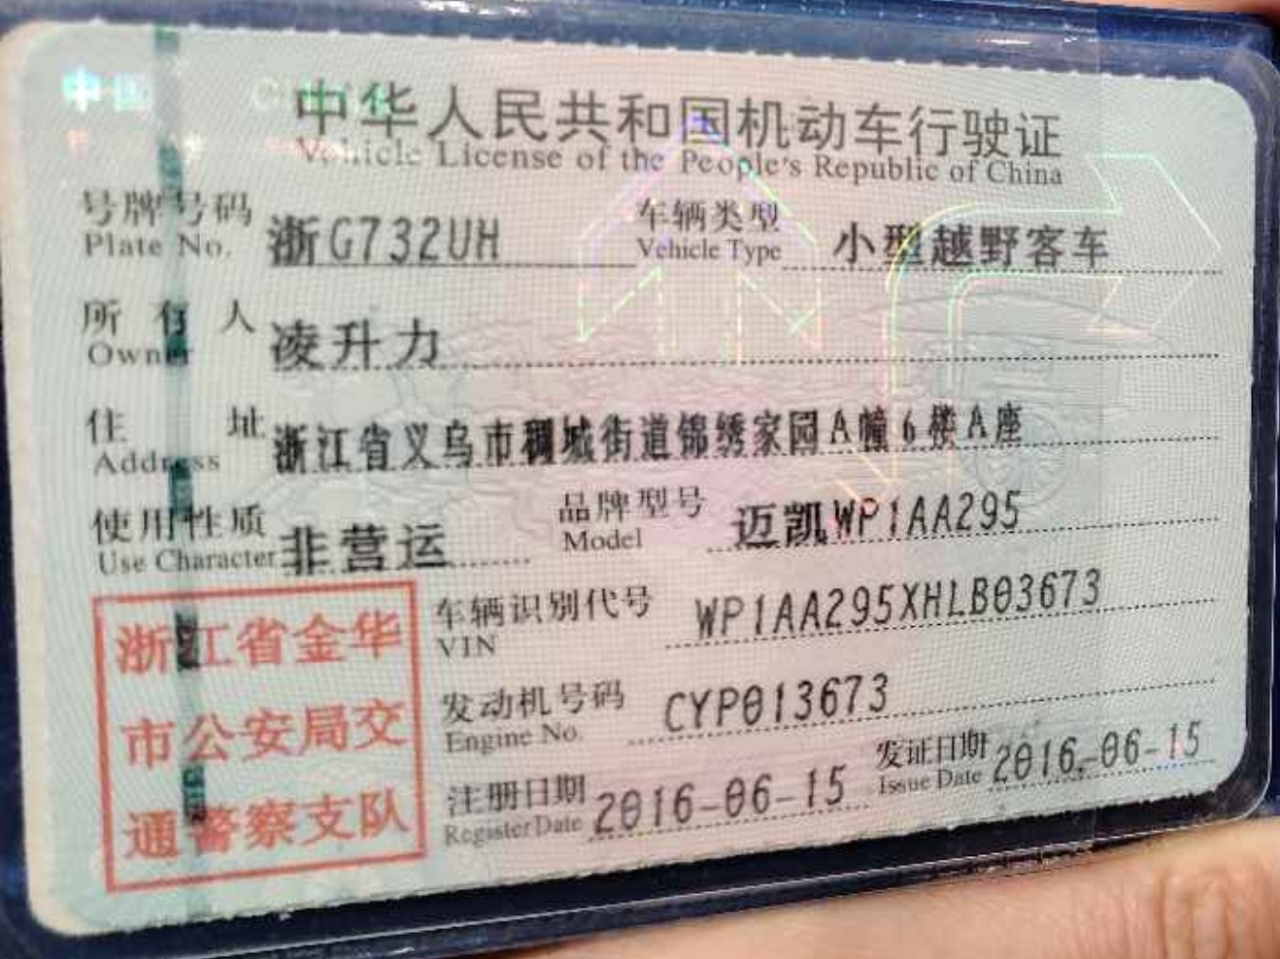 中国
中华人民共和国机动车行驶证
Vehicle License of the People's Republic of China
号牌号码 浙G732UH 车辆类型 小型越野客车
Plate No. Vehicle Type
所有人 凌升力
Owner
住址 浙江省义乌市稠城街道锦绣家园A幢6楼A座
Address
使用性质 非营运 品牌型号 迈凯WP1AA295
Use Character Model
浙江省金华
市公安局交
通警察支队
车辆识别代号 WP1AA295XHLB03673
VIN
发动机号码 CYP013673
Engine No.
注册日期 2016-06-15 发证日期 2016-06-15
Register Date Issue Date